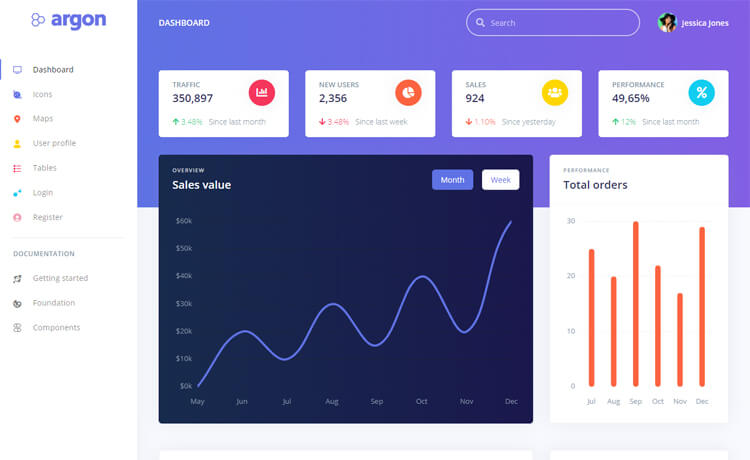 argon
Dashboard
Icons
Maps
User profile
Tables
Login
Register
DOCUMENTATION
Getting started
Foundation
Components
DASHBOARD
Search
Jessica Jones
TRAFFIC
350,897
3.48% Since last month
NEW USERS
2,356
3.48% Since last week
SALES
924
1.10% Since yesterday
PERFORMANCE
49,65%
12% Since last month
OVERVIEW
Sales value
Month
Week
$60k
$50k
$40k
$30k
$20k
$10k
$0k
May Jun Jul Aug Sep Oct Nov Dec
PERFORMANCE
Total orders
30
20
10
0
Jul Aug Sep Oct Nov Dec